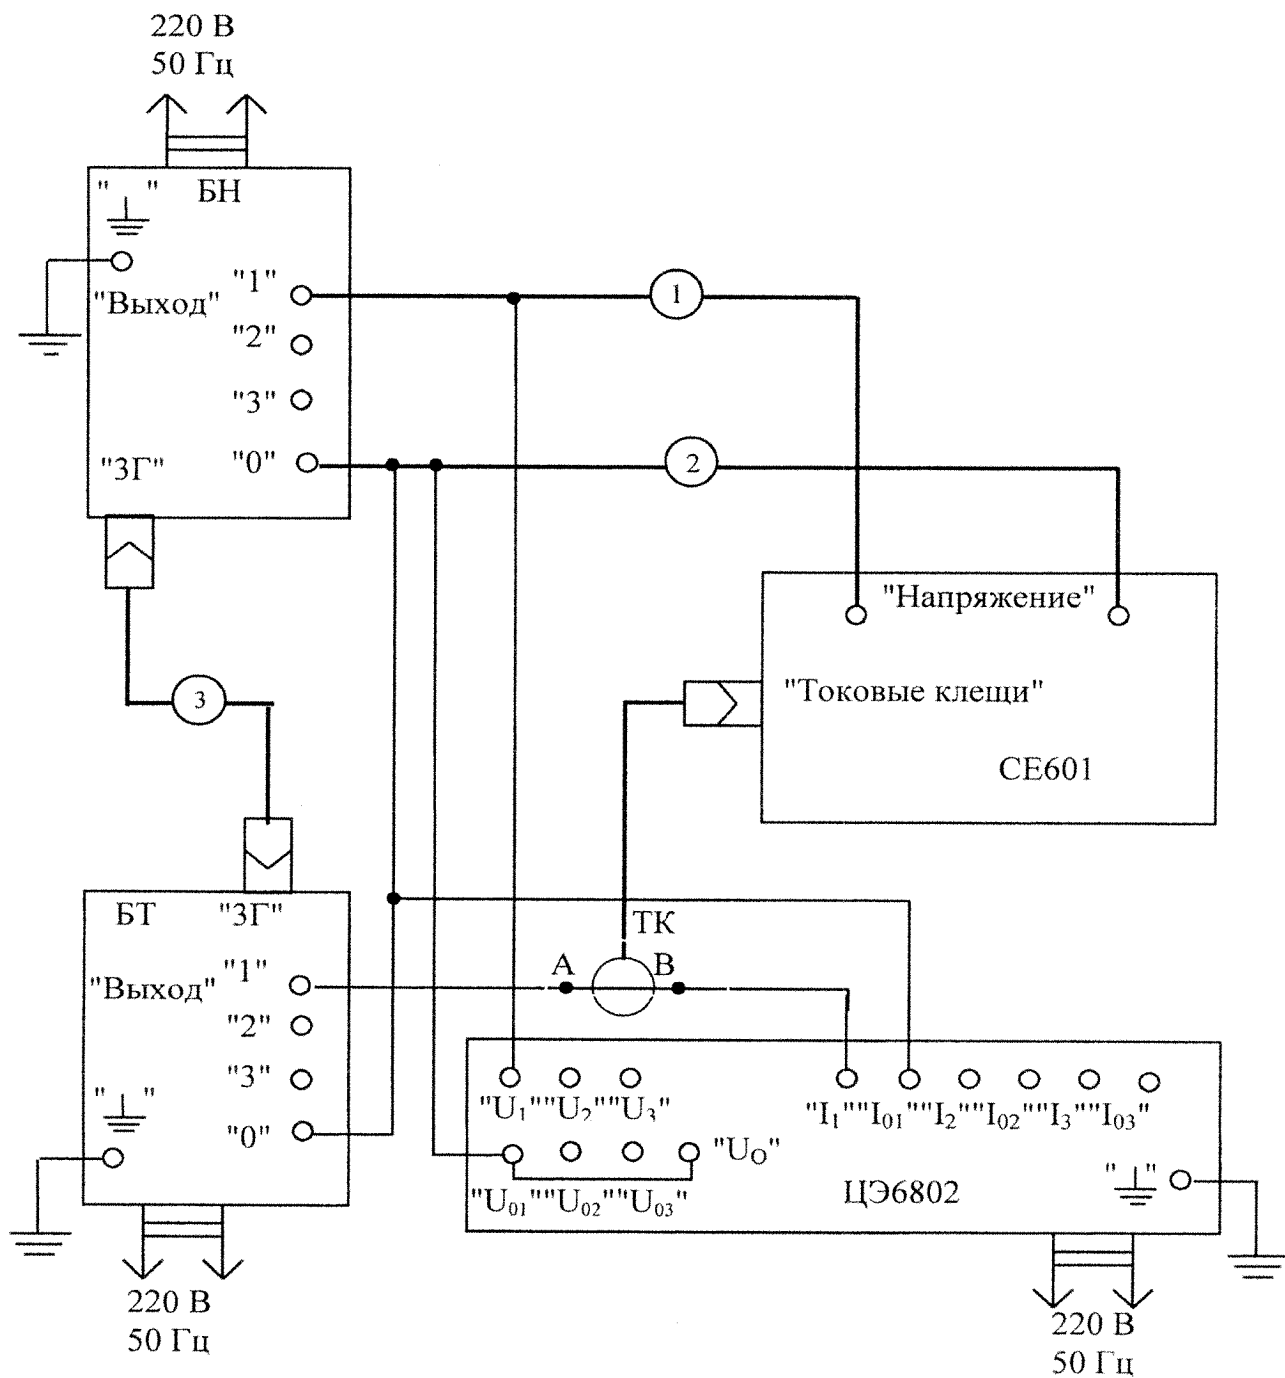 220 В
50 Гц
" " БН
"1"
"Выход"
"2"
"3"
"0"
"ЗГ"
1
2
3
"Напряжение"
"Токовые клещи"
СЕ601
БТ "ЗГ"
"1"
"Выход"
"2"
"3"
" "
"0"
220 В
50 Гц
ТК
А В
"U1""U2""U3"
"I1""I01""I2""I02""I3""I03"
"UO"
"U01""U02""U03"
ЦЭ6802
" "
220 В
50 Гц